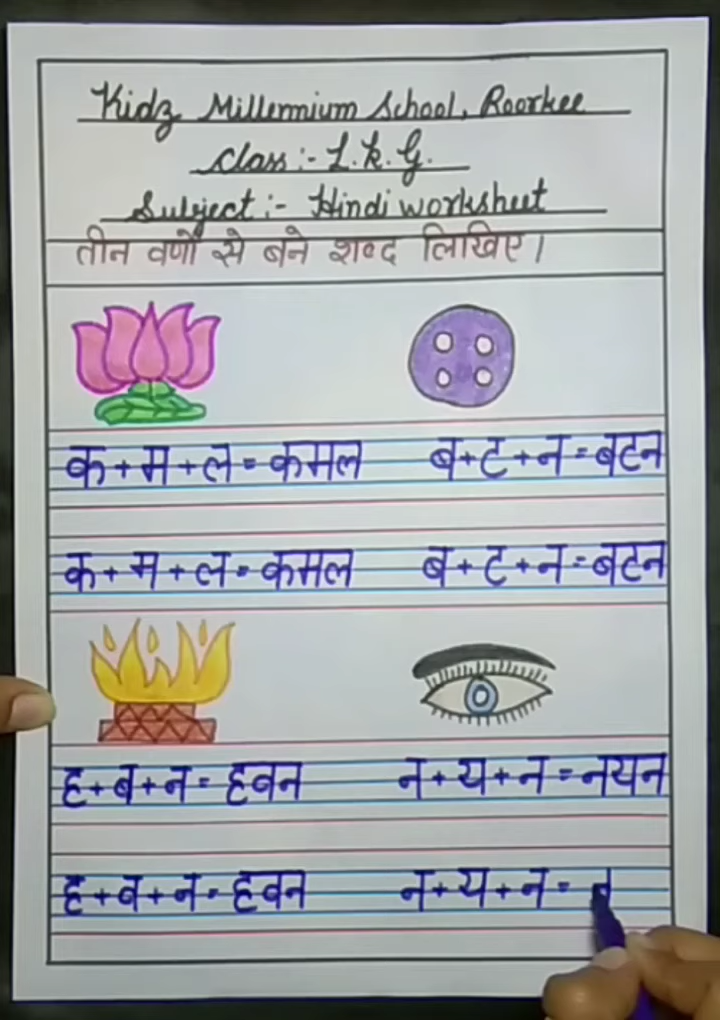 Kidz Millennium School, Roorkee
Class:- L.K.G.
Subject:- Hindi worksheet
तीन वर्णों से बने शब्द लिखिए।
क+म+ल=कमल ब+ट+न=बटन
क+म+ल=कमल ब+ट+न=बटन
ह+ब+न=हवन न+य+न=नयन
ह+व+न=हवन न+य+न= न